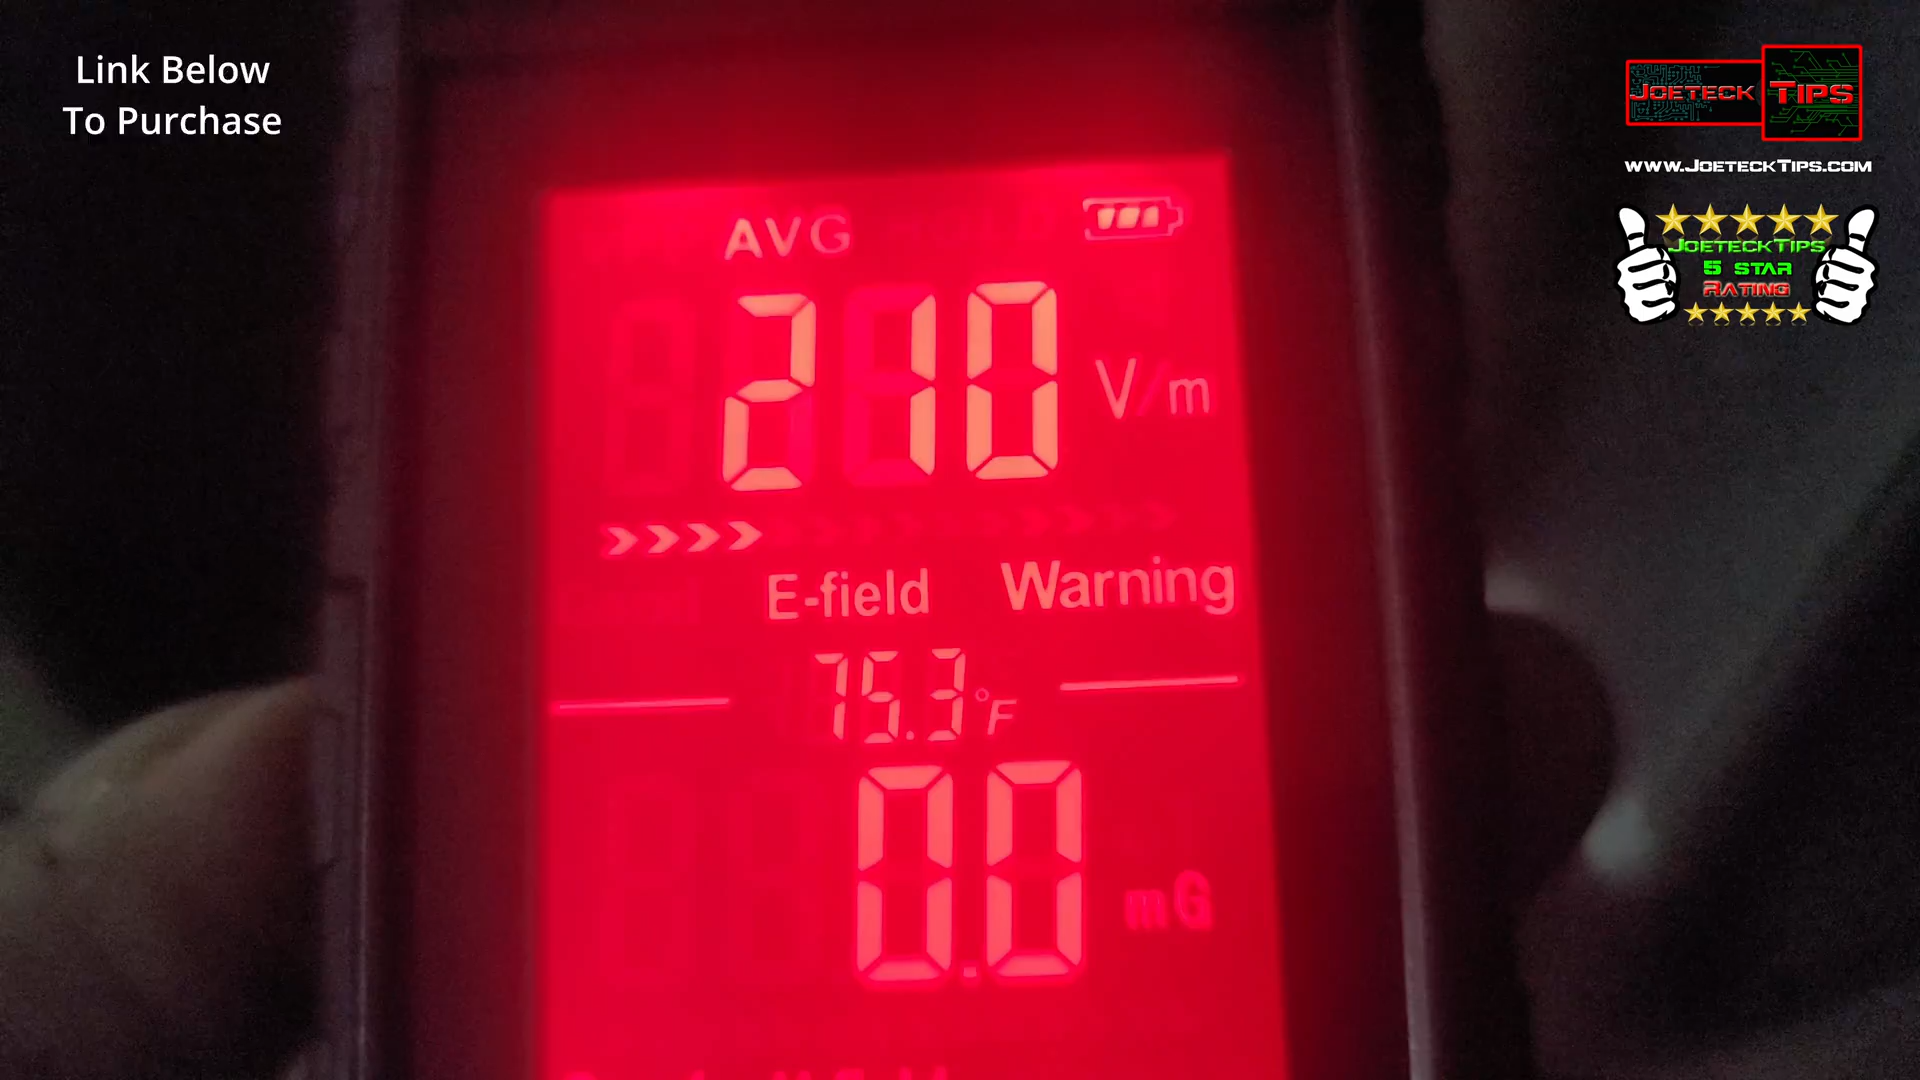 Link Below
To Purchase
JOETECK TIPS
WWW.JOETECKTIPS.COM
JOETECKTIPS
5 STAR
RATING
AVG
210 V/m
E-field Warning
75.3 °F
0.0 mG